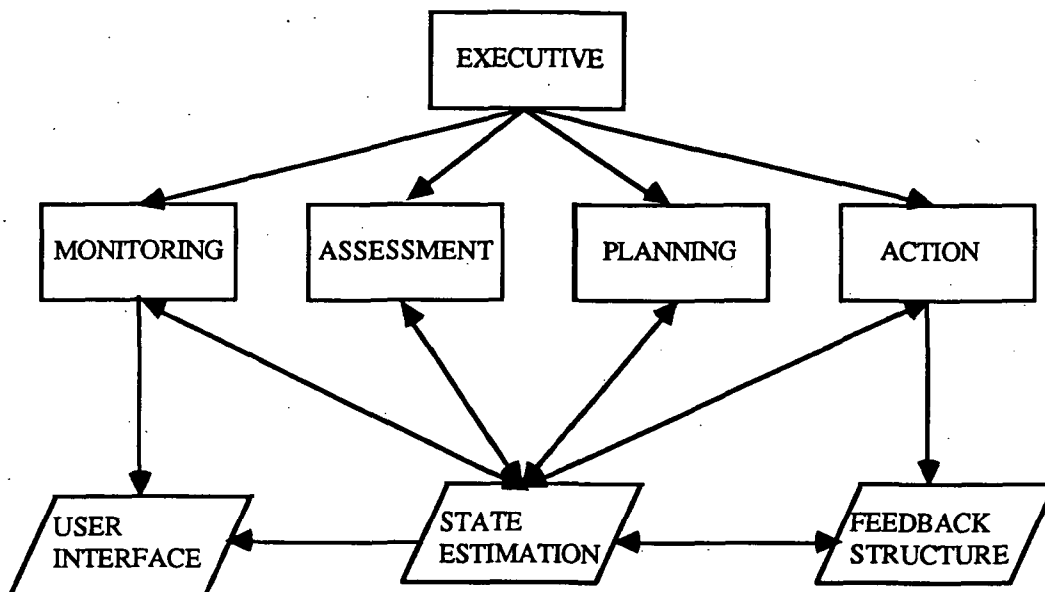 EXECUTIVE
MONITORING
ASSESSMENT
PLANNING
ACTION
USER
INTERFACE
STATE
ESTIMATION
FEEDBACK
STRUCTURE